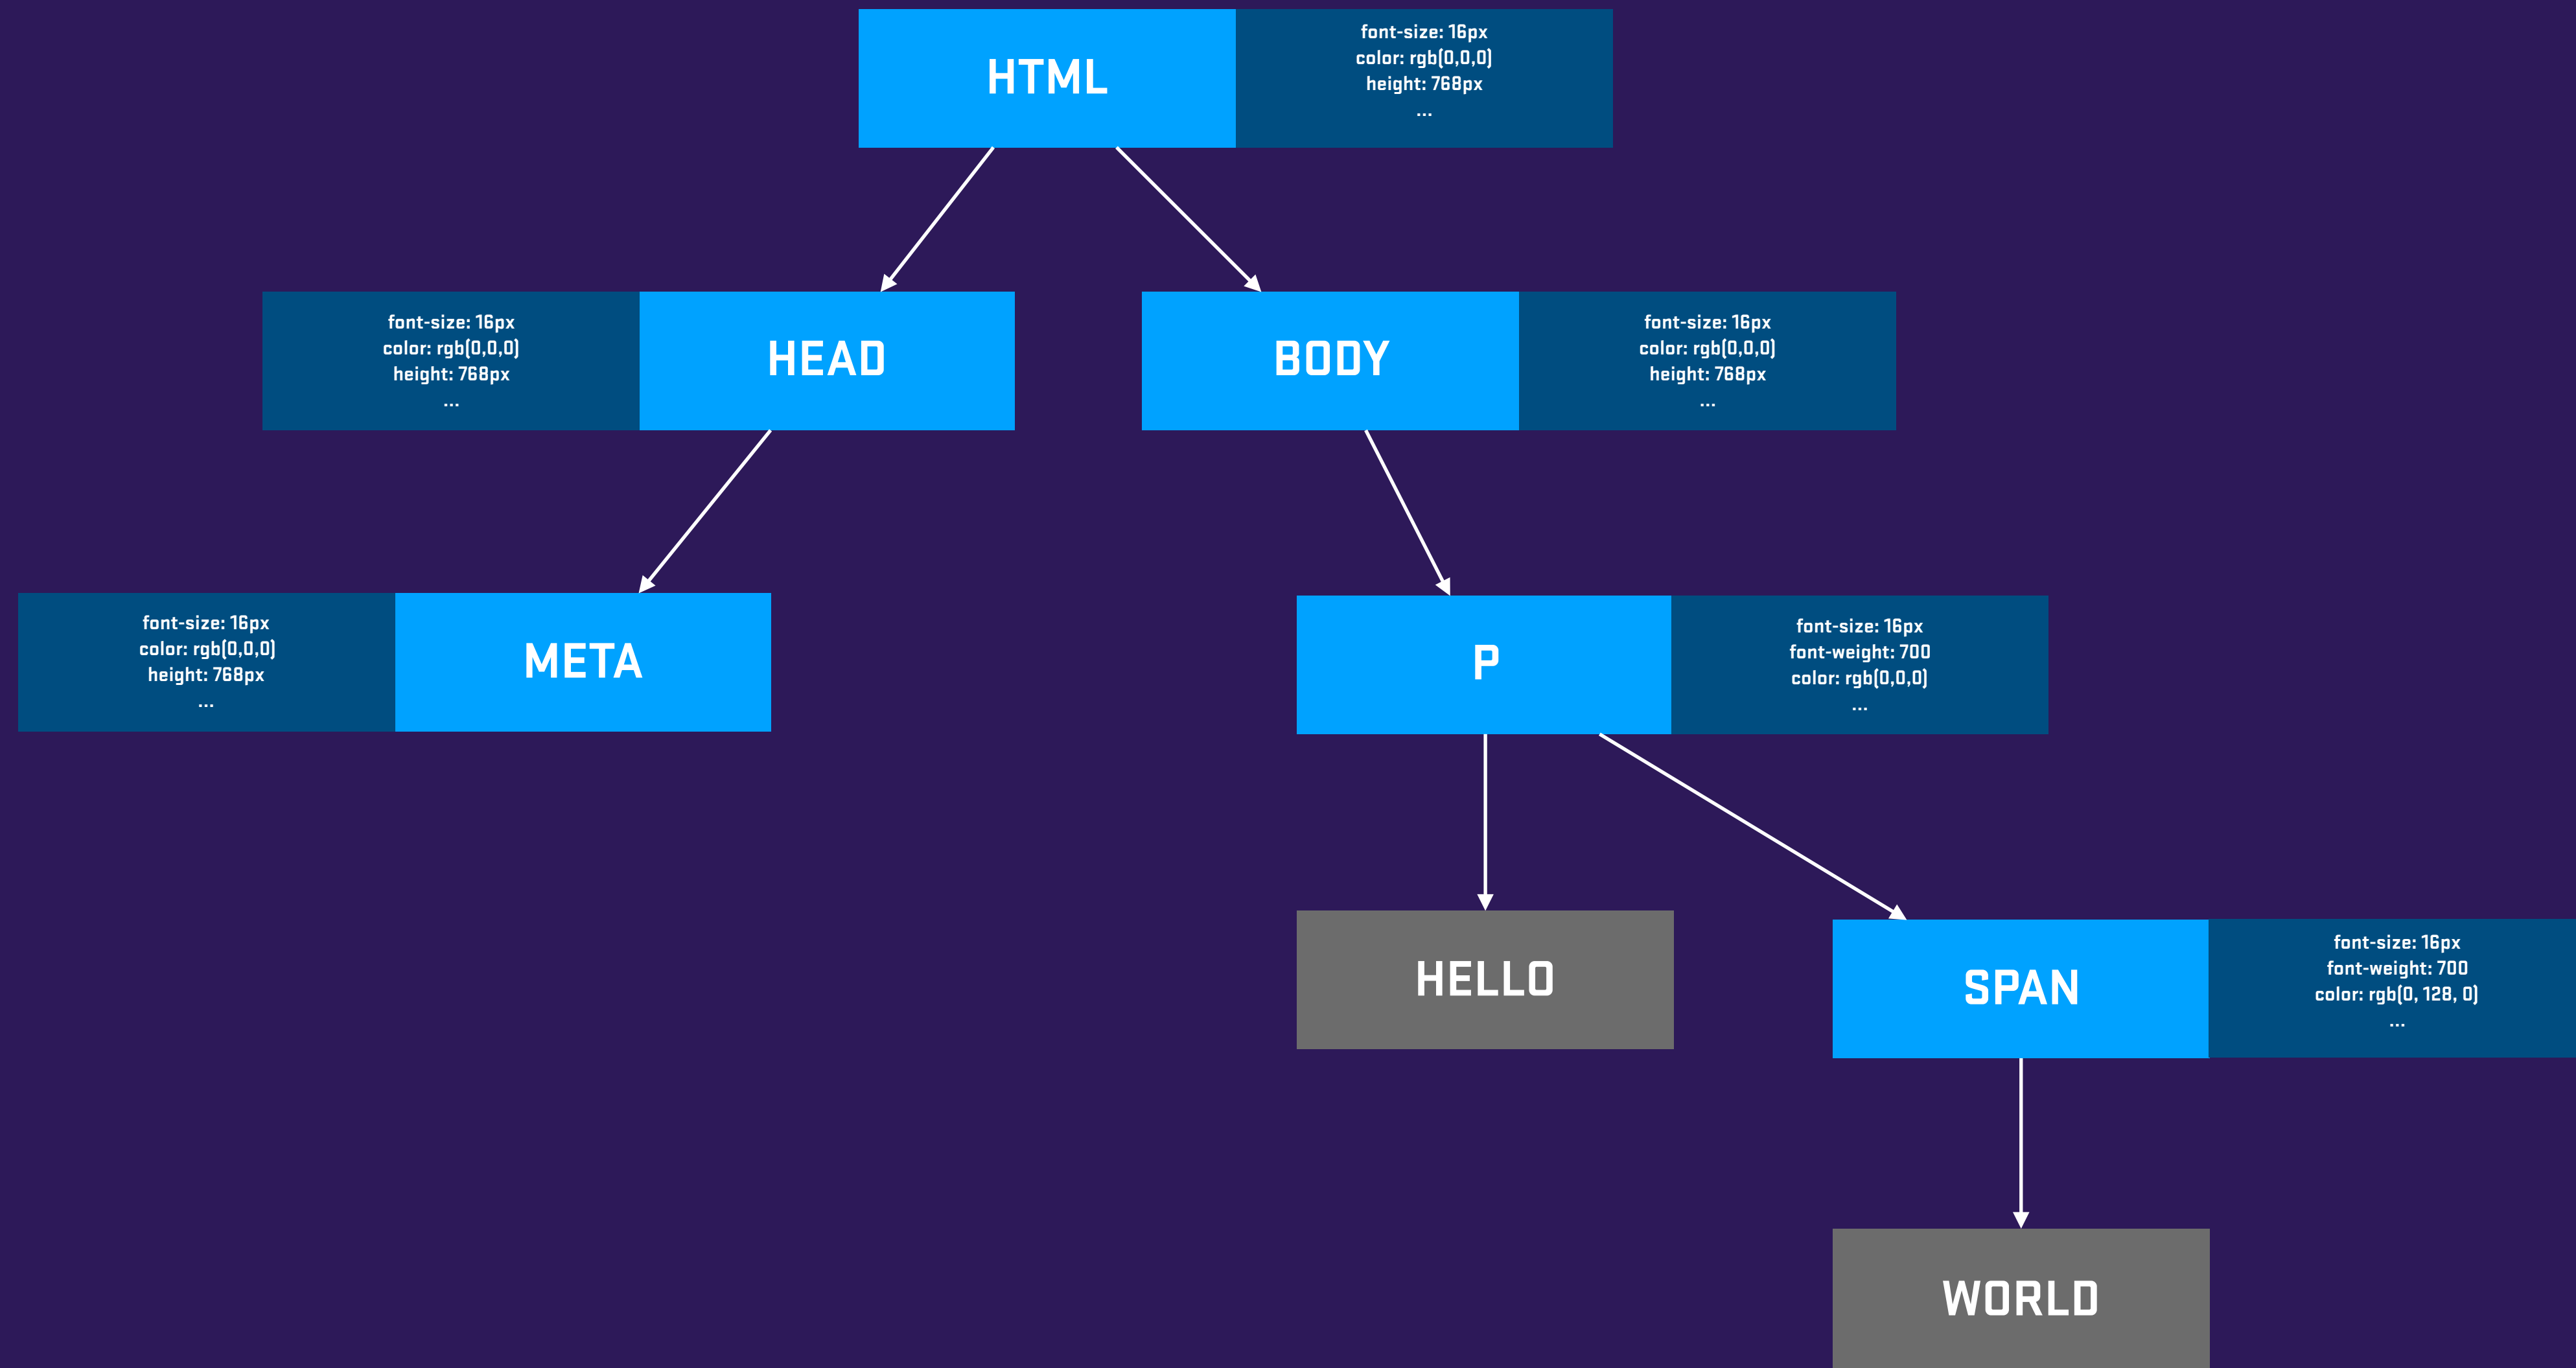 HTML
font-size: 16px
color: rgb(0,0,0)
height: 768px
...
font-size: 16px
color: rgb(0,0,0)
height: 768px
...
HEAD
BODY
font-size: 16px
color: rgb(0,0,0)
height: 768px
...
font-size: 16px
color: rgb(0,0,0)
height: 768px
...
META
P
font-size: 16px
font-weight: 700
color: rgb(0,0,0)
...
HELLO
SPAN
font-size: 16px
font-weight: 700
color: rgb(0, 128, 0)
...
WORLD